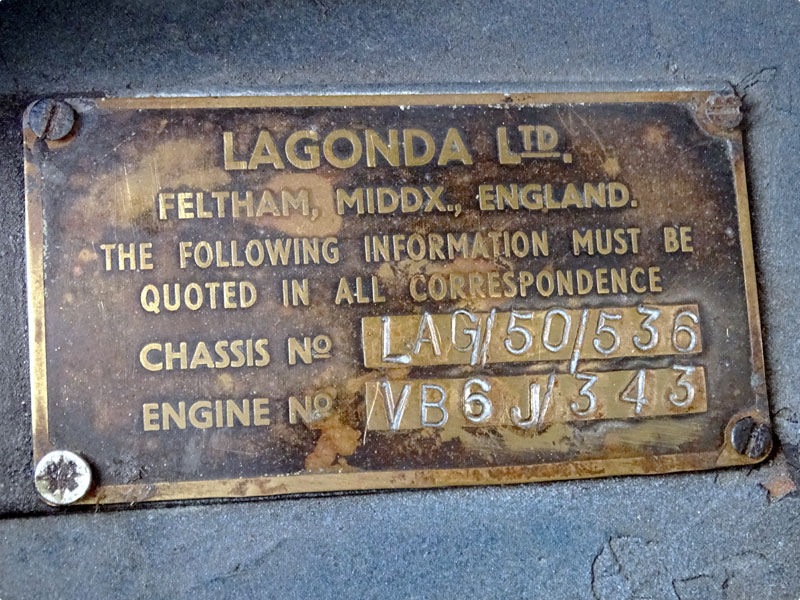 LAGONDA LTD.
FELTHAM, MIDDX., ENGLAND.
THE FOLLOWING INFORMATION MUST BE
QUOTED IN ALL CORRESPONDENCE
CHASSIS Nº LAG/50/536
ENGINE Nº VB6J/343